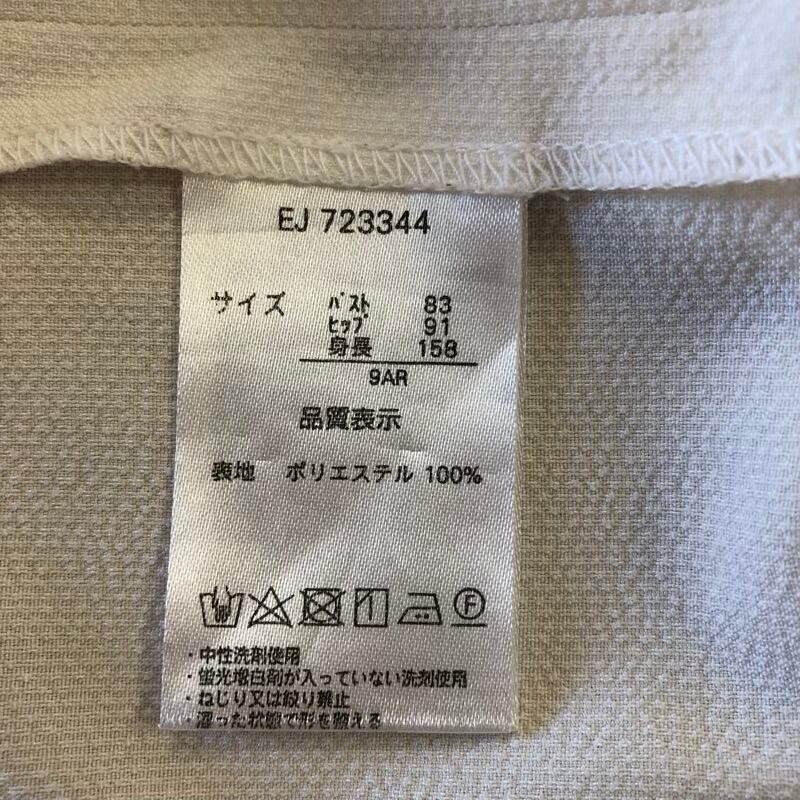 EJ 723344
サイズ バスト 83
ヒップ 91
身長 158
9AR
品質表示
表地 ポリエステル 100%
F
・中性洗剤使用
・蛍光増白剤が入っていない洗剤使用
・ねじり又は絞り禁止
・湿った状態で形を整える